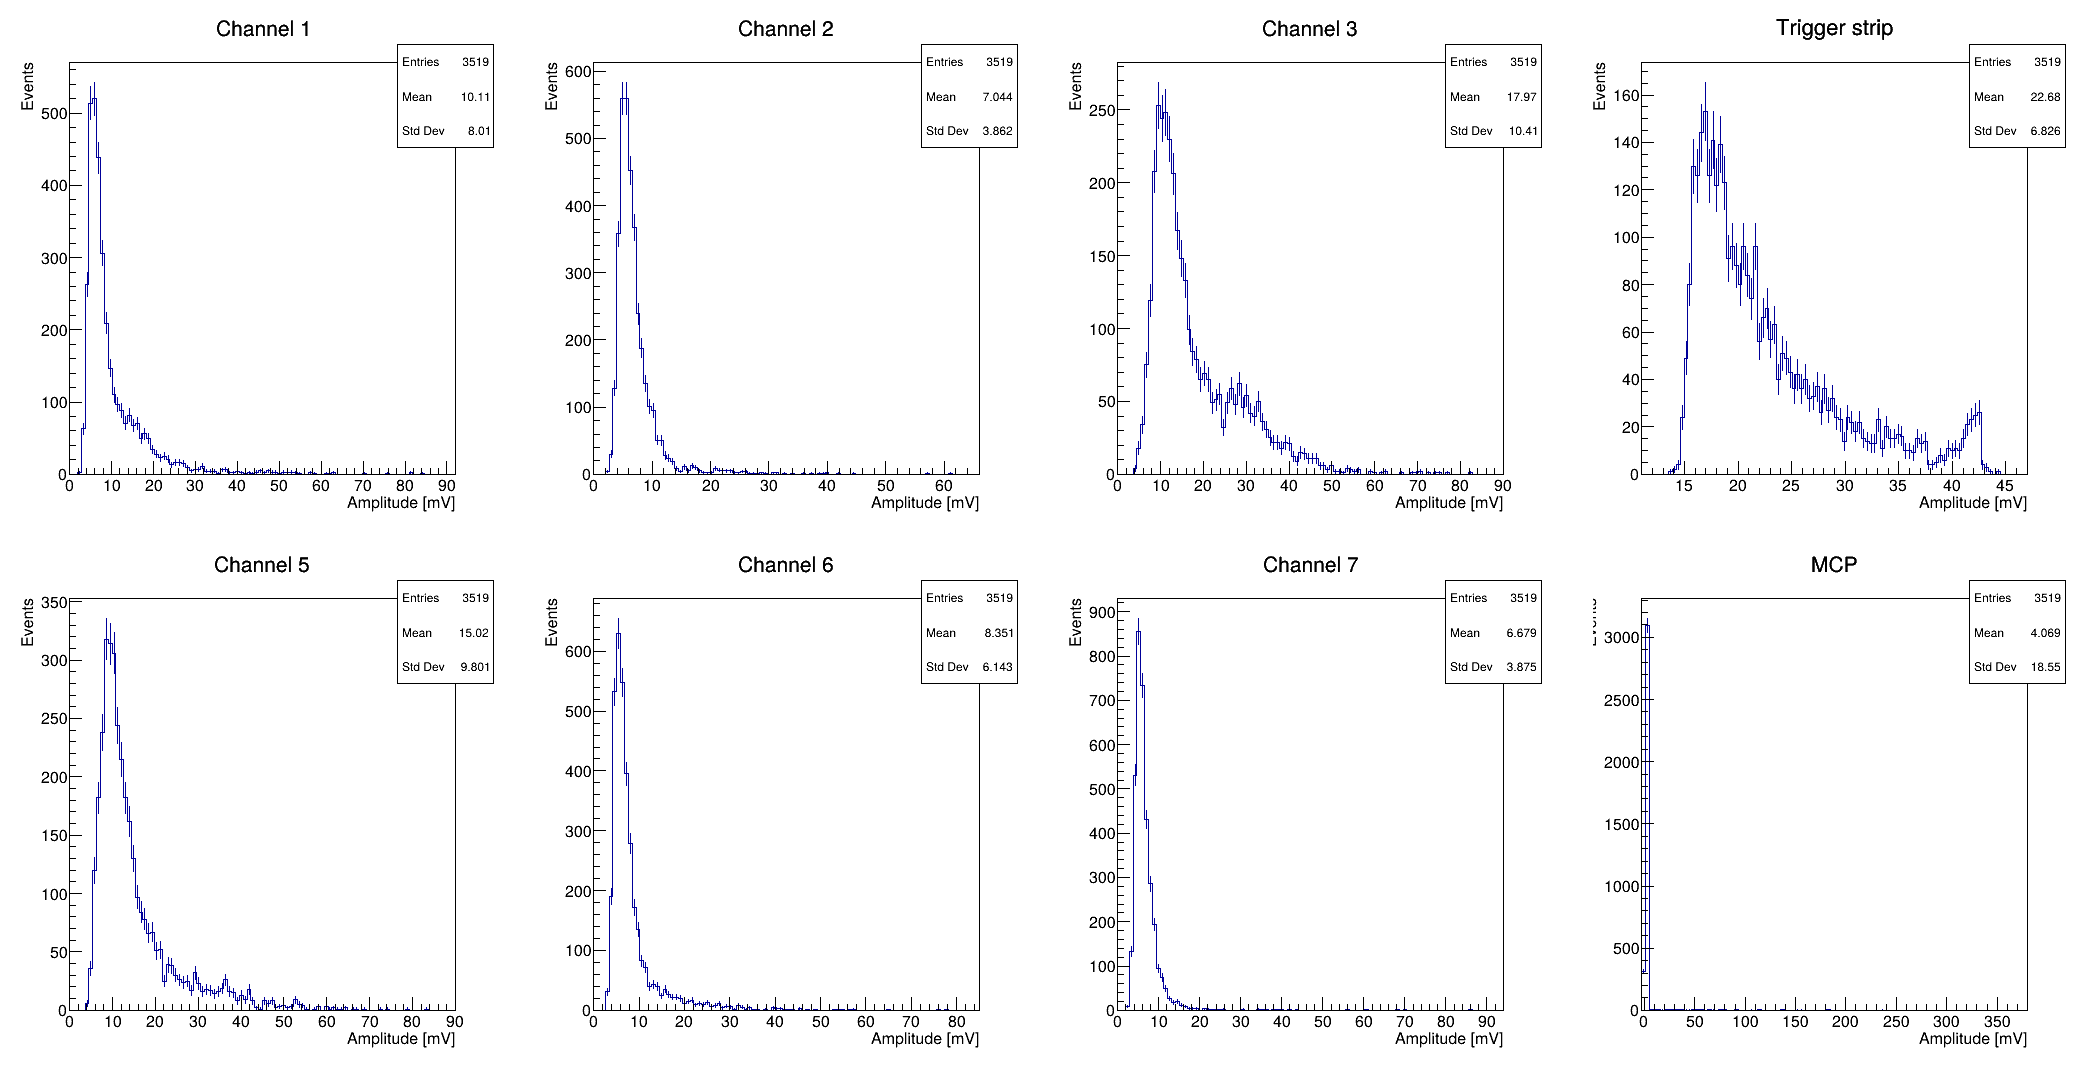 Channel 1
Events
Entries 3519
Mean 10.11
Std Dev 8.01
500
400
300
200
100
0
0 10 20 30 40 50 60 70 80 90
Amplitude [mV]
Channel 2
Events
Entries 3519
Mean 7.044
Std Dev 3.862
600
500
400
300
200
100
0
0 10 20 30 40 50 60
Amplitude [mV]
Channel 3
Events
Entries 3519
Mean 17.97
Std Dev 10.41
250
200
150
100
50
0
0 10 20 30 40 50 60 70 80 90
Amplitude [mV]
Trigger strip
Events
Entries 3519
Mean 22.68
Std Dev 6.826
160
140
120
100
80
60
40
20
0
15 20 25 30 35 40 45
Amplitude [mV]
Channel 5
Events
Entries 3519
Mean 15.02
Std Dev 9.801
350
300
250
200
150
100
50
0
0 10 20 30 40 50 60 70 80 90
Amplitude [mV]
Channel 6
Events
Entries 3519
Mean 8.351
Std Dev 6.143
600
500
400
300
200
100
0
0 10 20 30 40 50 60 70 80
Amplitude [mV]
Channel 7
Events
Entries 3519
Mean 6.679
Std Dev 3.875
900
800
700
600
500
400
300
200
100
0
0 10 20 30 40 50 60 70 80 90
Amplitude [mV]
MCP
Events
Entries 3519
Mean 4.069
Std Dev 18.55
3000
2500
2000
1500
1000
500
0
0 50 100 150 200 250 300 350
Amplitude [mV]